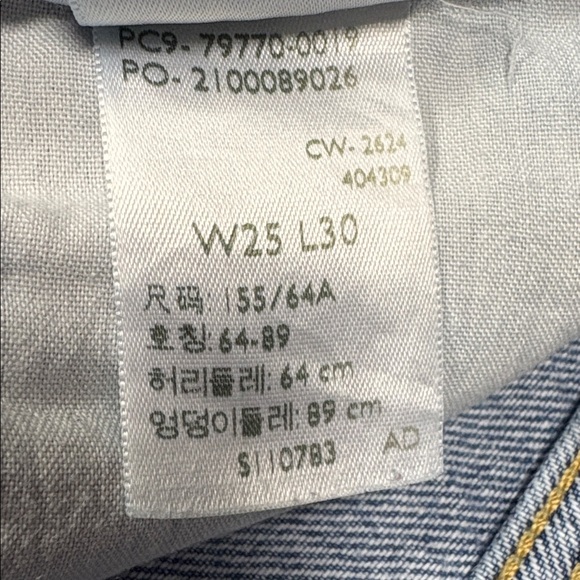 PC9- 79770-0019
PO- 2100089026
CW- 2624
404309
W25 L30
尺码: 155/64A
호칭: 64-89
허리둘레: 64 cm
엉덩이둘레: 89 cm
S110783 AD